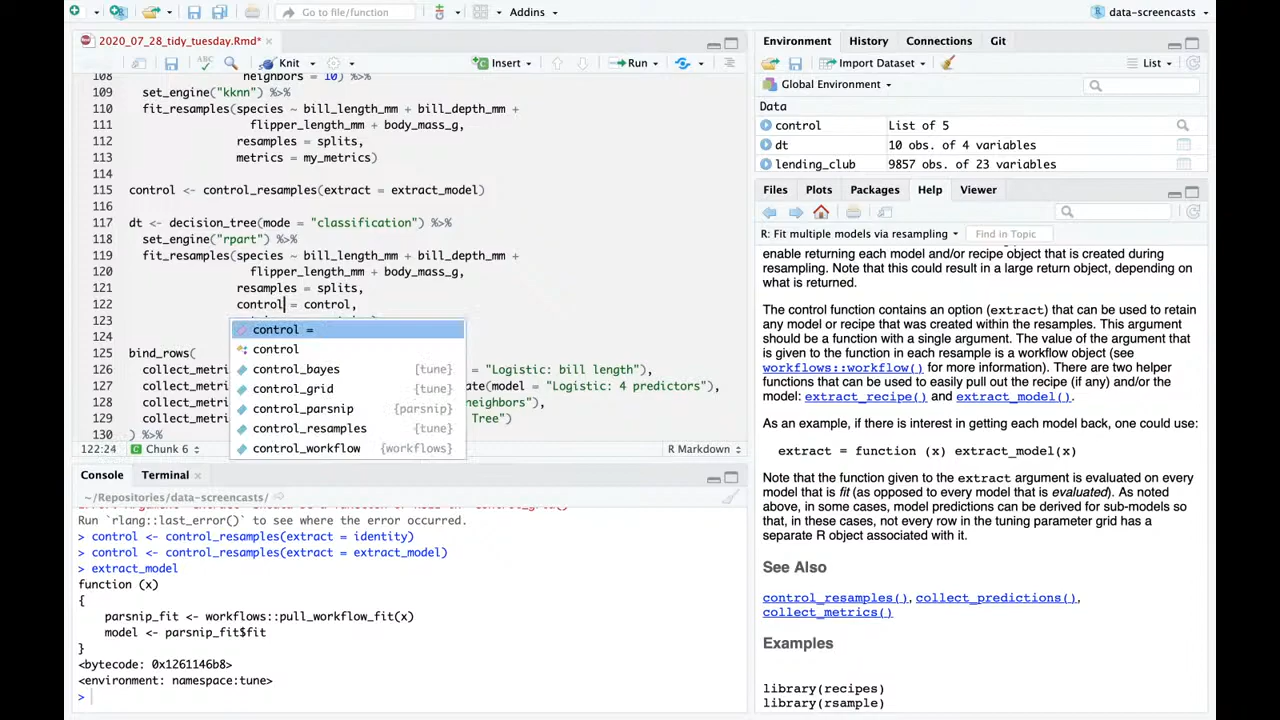 Go to file/function
Addins
data-screencasts
2020_07_28_tidy_tuesday.Rmd*
Knit
Insert
Run
108 neighbors = 10) %>%
109 set_engine("kknn") %>%
110 fit_resamples(species ~ bill_length_mm + bill_depth_mm +
111 flipper_length_mm + body_mass_g,
112 resamples = splits,
113 metrics = my_metrics)
114
115 control <- control_resamples(extract = extract_model)
116
117 dt <- decision_tree(mode = "classification") %>%
118 set_engine("rpart") %>%
119 fit_resamples(species ~ bill_length_mm + bill_depth_mm +
120 flipper_length_mm + body_mass_g,
121 resamples = splits,
122 control = control,
123
124
125 bind_rows(
126 collect_metri = "Logistic: bill length"),
127 collect_metri ate(model = "Logistic: 4 predictors"),
128 collect_metri neighbors"),
129 collect_metri Tree")
130 ) %>%
control =
control
control_bayes {tune}
control_grid {tune}
control_parsnip {parsnip}
control_resamples {tune}
control_workflow {workflows}
122:24 Chunk 6 R Markdown
Console Terminal
~/Repositories/data-screencasts/
Run `rlang::last_error()` to see where the error occurred.
> control <- control_resamples(extract = identity)
> control <- control_resamples(extract = extract_model)
> extract_model
function (x)
{
parsnip_fit <- workflows::pull_workflow_fit(x)
model <- parsnip_fit$fit
}
<bytecode: 0x1261146b8>
<environment: namespace:tune>
>
Environment History Connections Git
Import Dataset List
Global Environment
Data
control List of 5
dt 10 obs. of 4 variables
lending_club 9857 obs. of 23 variables
Files Plots Packages Help Viewer
R: Fit multiple models via resampling Find in Topic
enable returning each model and/or recipe object that is created during
resampling. Note that this could result in a large return object, depending on
what is returned.
The control function contains an option (extract) that can be used to retain
any model or recipe that was created within the resamples. This argument
should be a function with a single argument. The value of the argument that
is given to the function in each resample is a workflow object (see
workflows::workflow() for more information). There are two helper
functions that can be used to easily pull out the recipe (if any) and/or the
model: extract_recipe() and extract_model().
As an example, if there is interest in getting each model back, one could use:
extract = function (x) extract_model(x)
Note that the function given to the extract argument is evaluated on every
model that is fit (as opposed to every model that is evaluated). As noted
above, in some cases, model predictions can be derived for sub-models so
that, in these cases, not every row in the tuning parameter grid has a
separate R object associated with it.
See Also
control_resamples(), collect_predictions(),
collect_metrics()
Examples
library(recipes)
library(rsample)